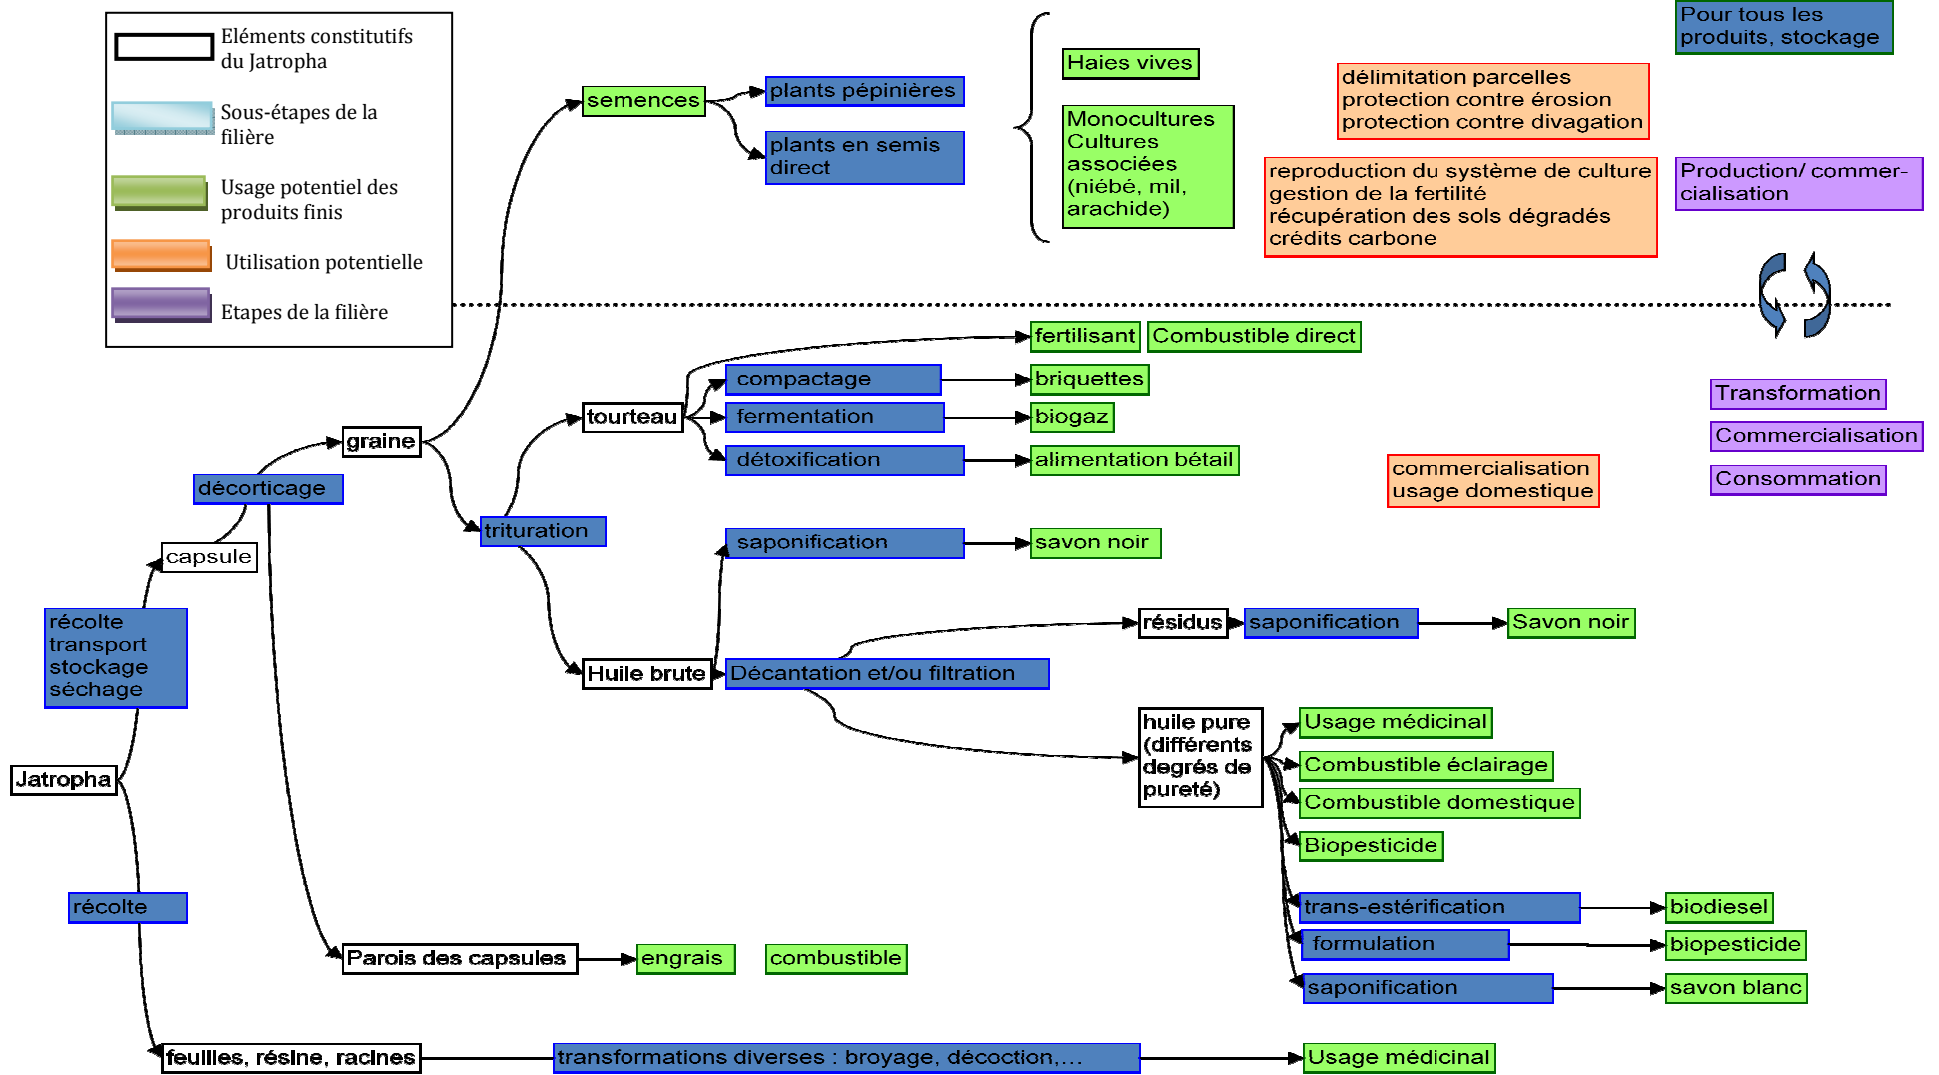 Eléments constitutifs
du Jatropha
Sous-étapes de la
filière
Usage potentiel des
produits finis
Utilisation potentielle
Etapes de la filière
Pour tous les
produits, stockage
semences
plants pépinières
plants en semis
direct
Haies vives
Monocultures
Cultures
associées
(niébé, mil,
arachide)
délimitation parcelles
protection contre érosion
protection contre divagation
reproduction du système de culture
gestion de la fertilité
récupération des sols dégradés
crédits carbone
Production/ commer-
cialisation
fertilisant
Combustible direct
compactage
briquettes
tourteau
fermentation
biogaz
détoxification
alimentation bétail
Transformation
Commercialisation
Consommation
commercialisation
usage domestique
graine
décorticage
trituration
capsule
saponification
savon noir
récolte
transport
stockage
séchage
résidus
saponification
Savon noir
Huile brute
Décantation et/ou filtration
huile pure
(différents
degrés de
pureté)
Usage médicinal
Combustible éclairage
Combustible domestique
Biopesticide
Jatropha
récolte
trans-estérification
biodiesel
formulation
biopesticide
saponification
savon blanc
Parois des capsules
engrais
combustible
feuilles, résine, racines
transformations diverses : broyage, décoction,...
Usage médicinal